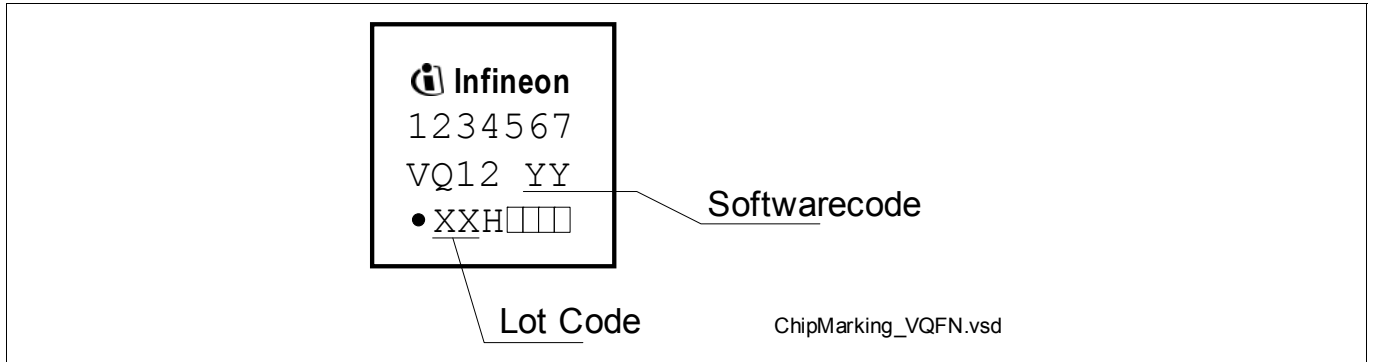 Infineon
1234567
VQ12 YY
Softwarecode
•XXH
Lot Code
ChipMarking_VQFN.vsd